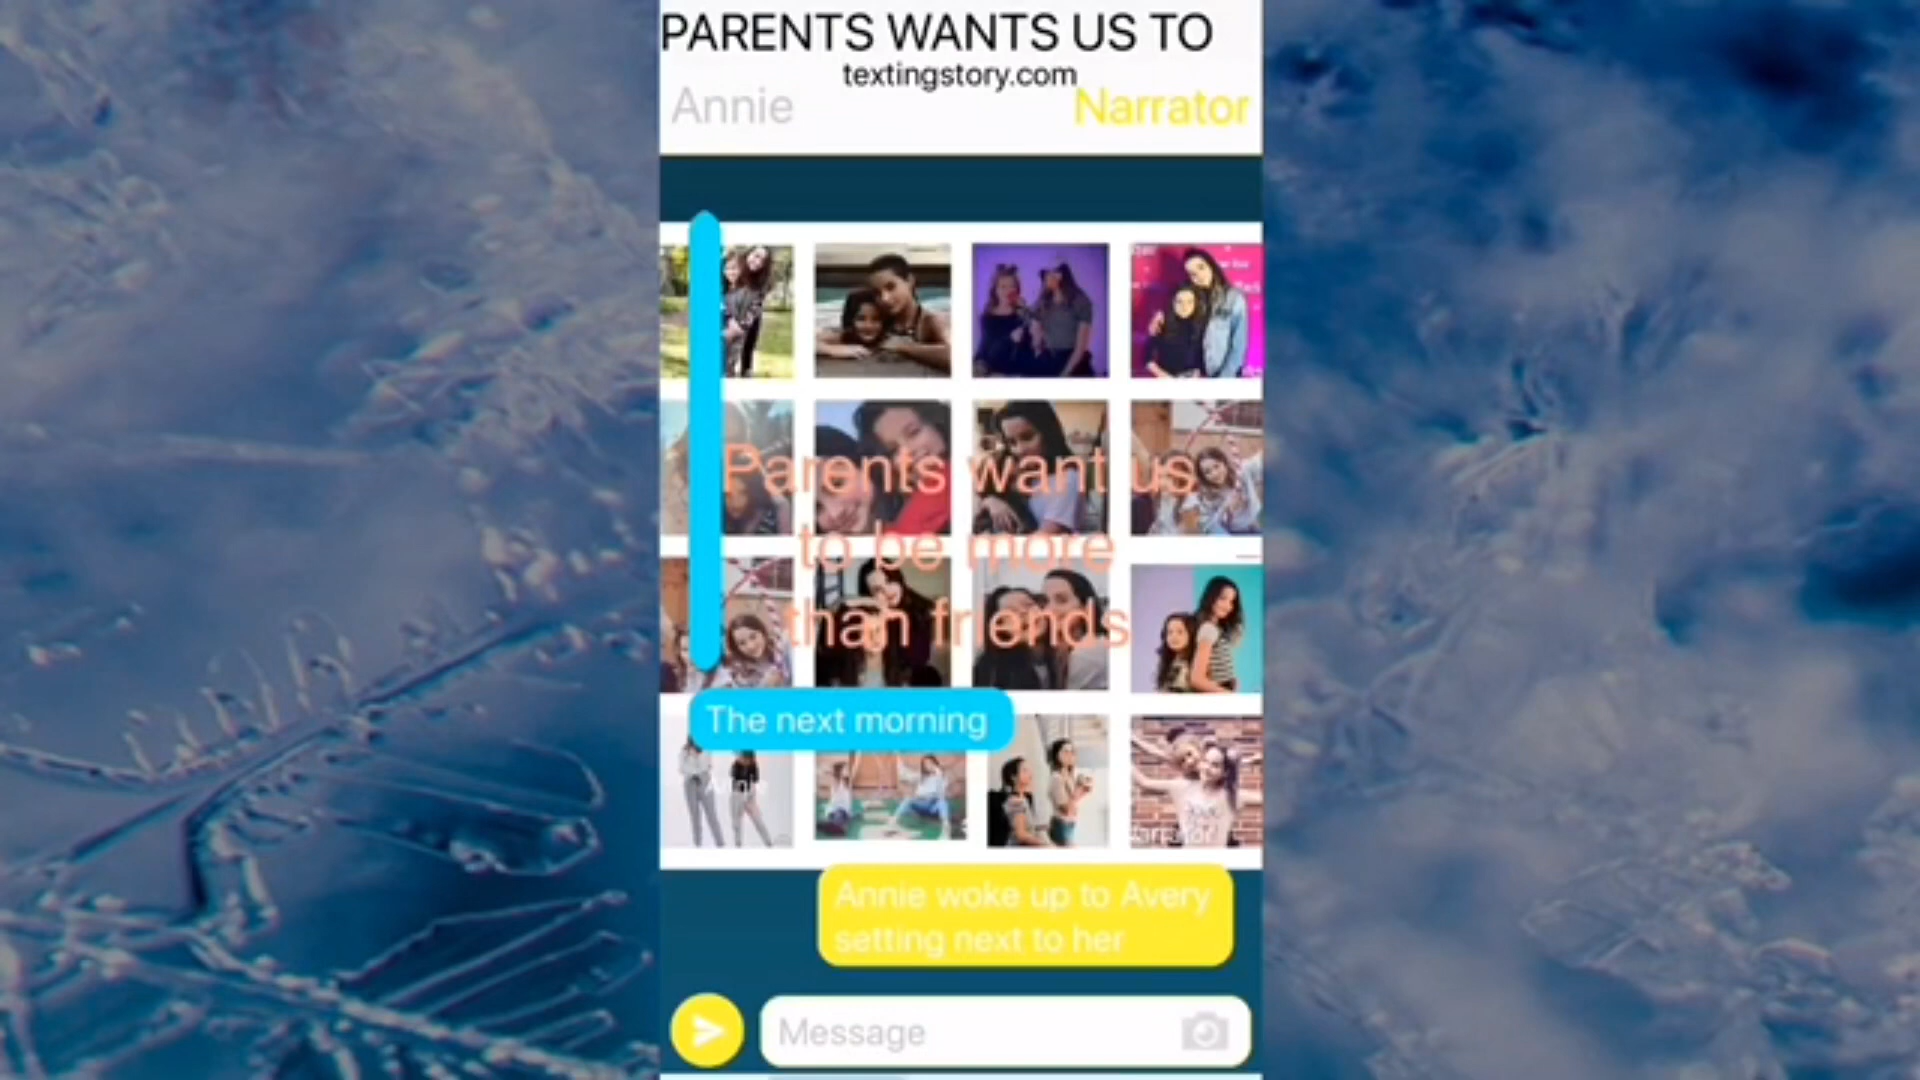 PARENTS WANTS US TO
textingstory.com
Annie
Narrator
Parents want us
to be more
than friends
The next morning
Annie woke up to Avery
setting next to her
Message